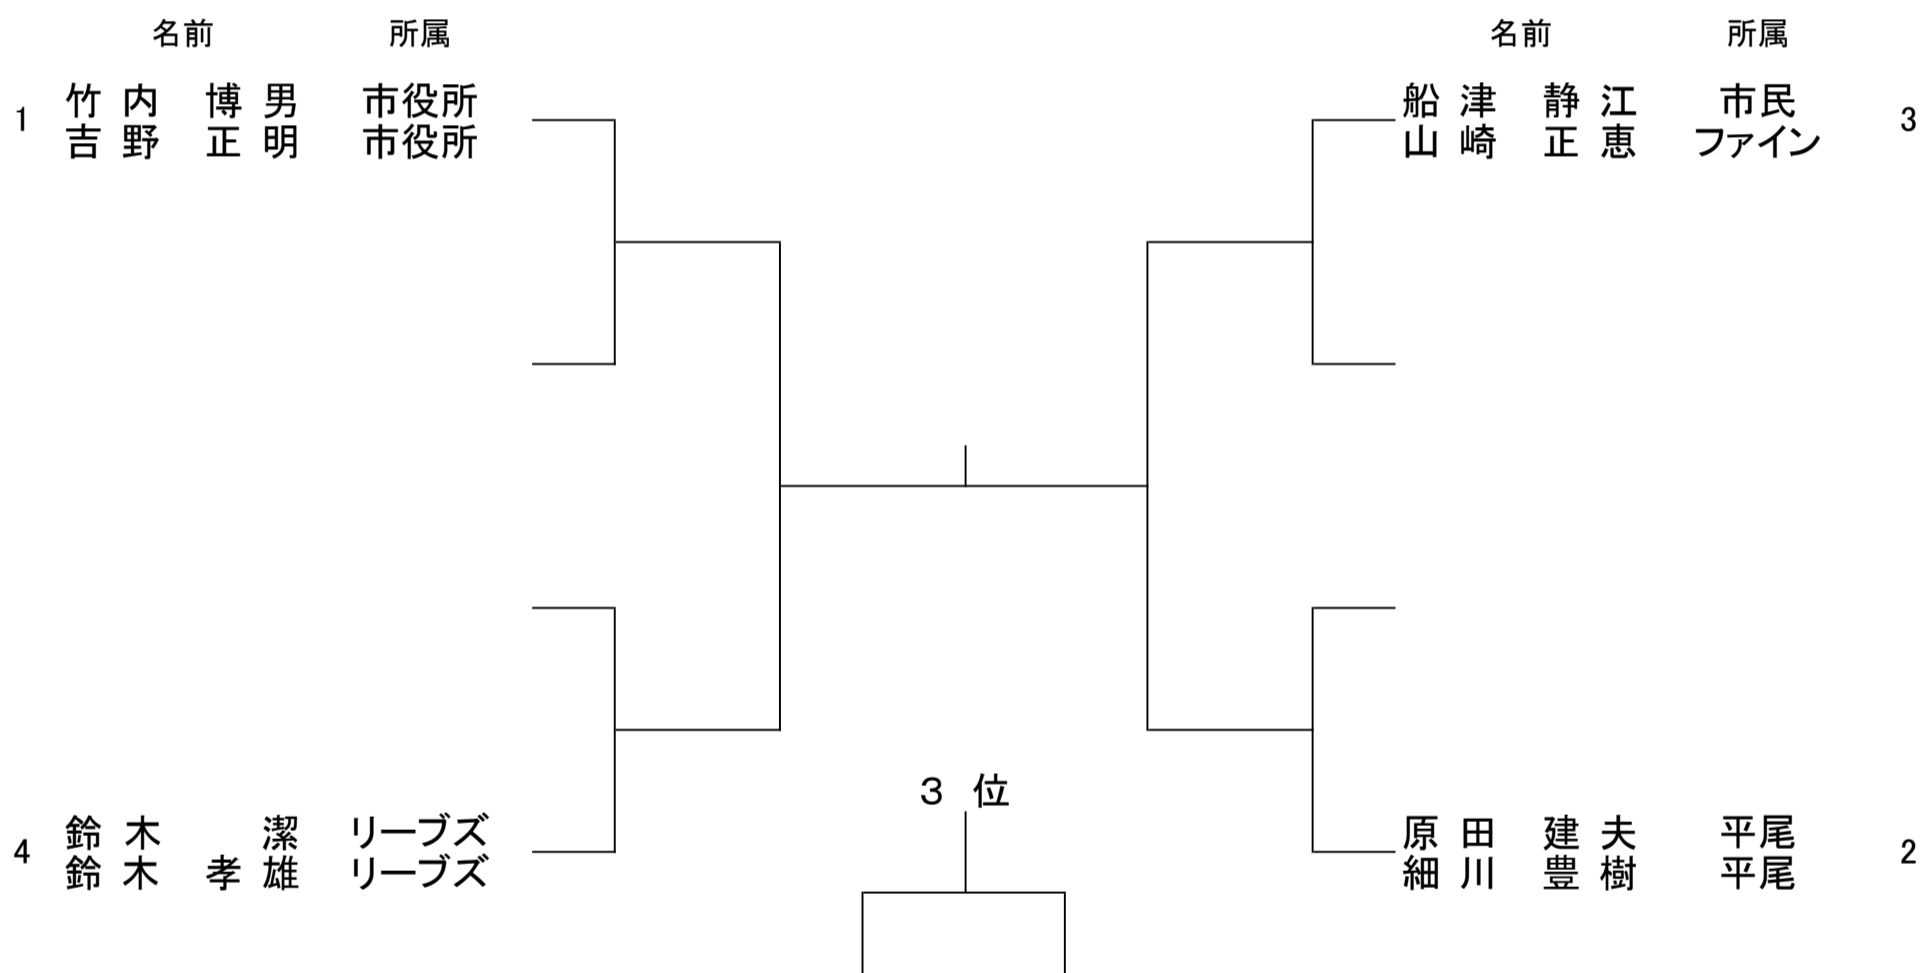 名前 所属 名前 所属
1 竹内 博男 市役所 船津 静江 市民 3
吉野 正明 市役所 山崎 正恵 ファイン
3 位
4 鈴木 潔 リーブズ 原田 建夫 平尾 2
鈴木 孝雄 リーブズ 細川 豊樹 平尾